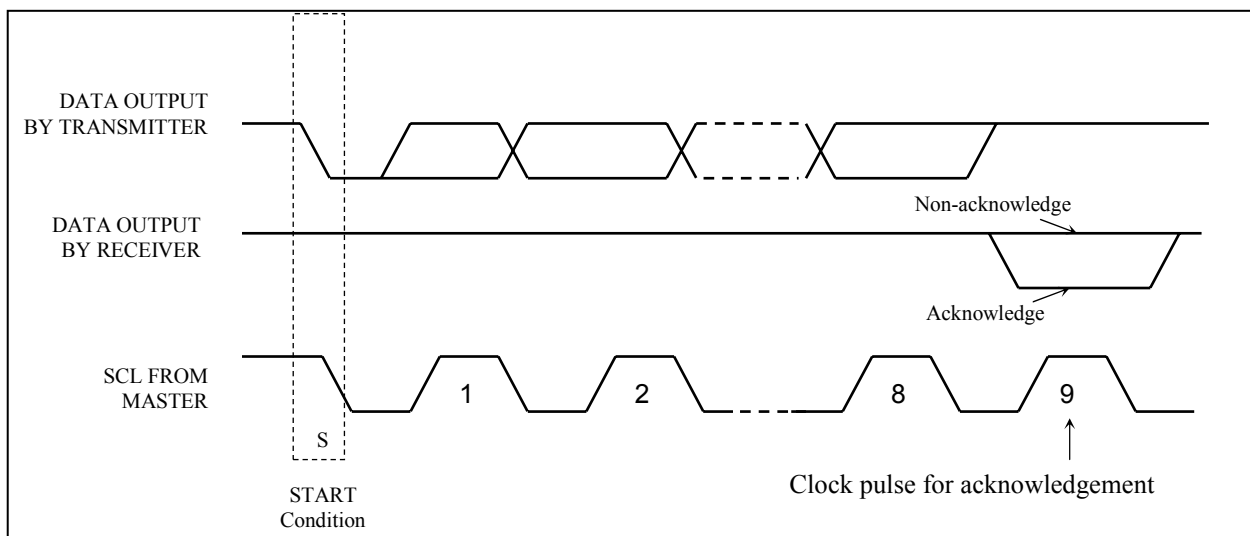 DATA OUTPUT
BY TRANSMITTER
Non-acknowledge
DATA OUTPUT
BY RECEIVER
Acknowledge
SCL FROM
MASTER
1
2
8
9
S
START
Condition
Clock pulse for acknowledgement